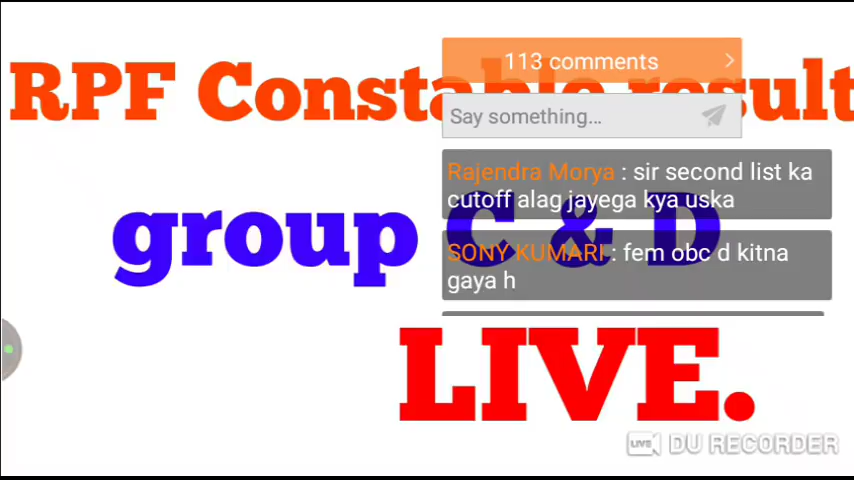 RPF Constable result
113 comments
Say something...
Rajendra Morya : sir second list ka
cutoff alag jayega kya uska
group C & D
SONY KUMARI : fem obc d kitna
gaya h
LIVE.
LIVE DU RECORDER